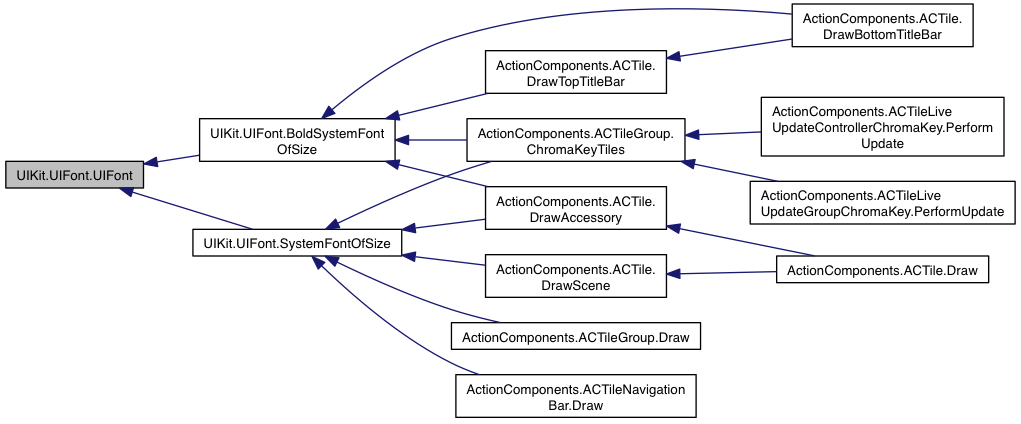 ActionComponents.ACTile.
DrawBottomTitleBar
ActionComponents.ACTile.
DrawTopTitleBar
UIKit.UIFont.BoldSystemFont
OfSize
ActionComponents.ACTileGroup.
ChromaKeyTiles
ActionComponents.ACTileLive
UpdateControllerChromaKey.Perform
Update
UIKit.UIFont.UIFont
ActionComponents.ACTile.
DrawAccessory
ActionComponents.ACTileLive
UpdateGroupChromaKey.PerformUpdate
UIKit.UIFont.SystemFontOfSize
ActionComponents.ACTile.
DrawScene
ActionComponents.ACTile.Draw
ActionComponents.ACTileGroup.Draw
ActionComponents.ACTileNavigation
Bar.Draw